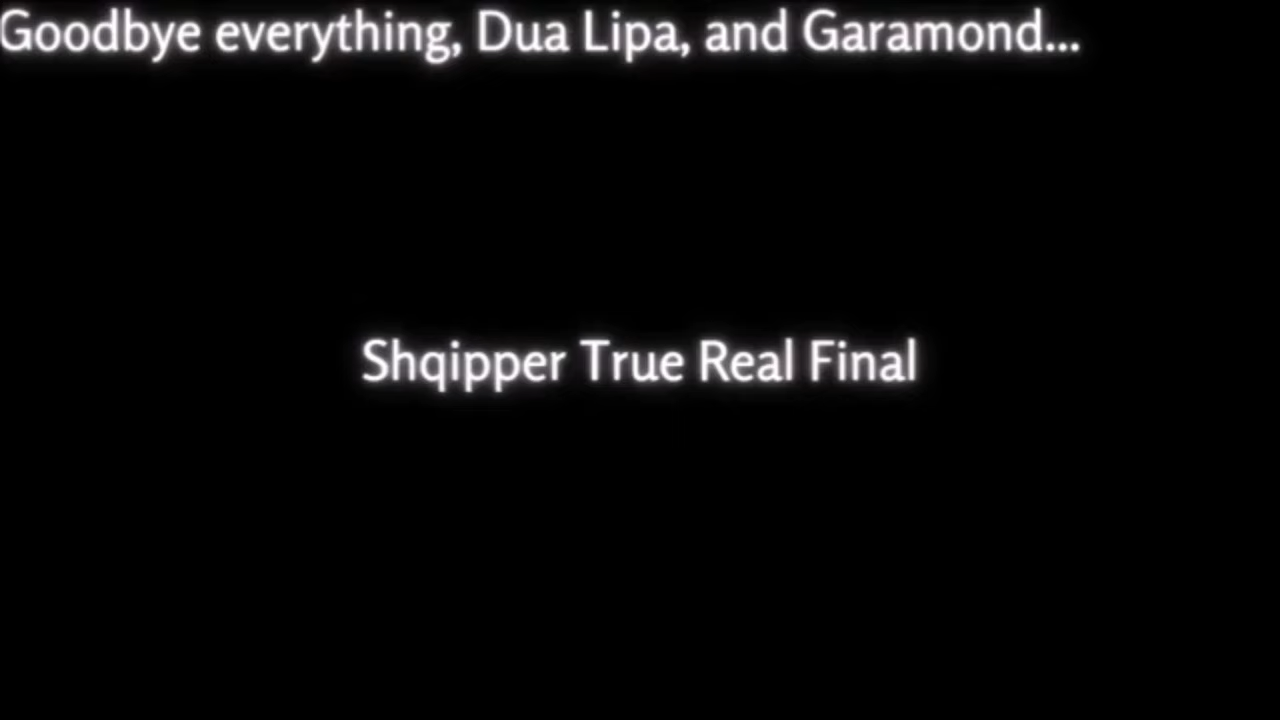 Goodbye everything, Dua Lipa, and Garamond...
Shqipper True Real Final